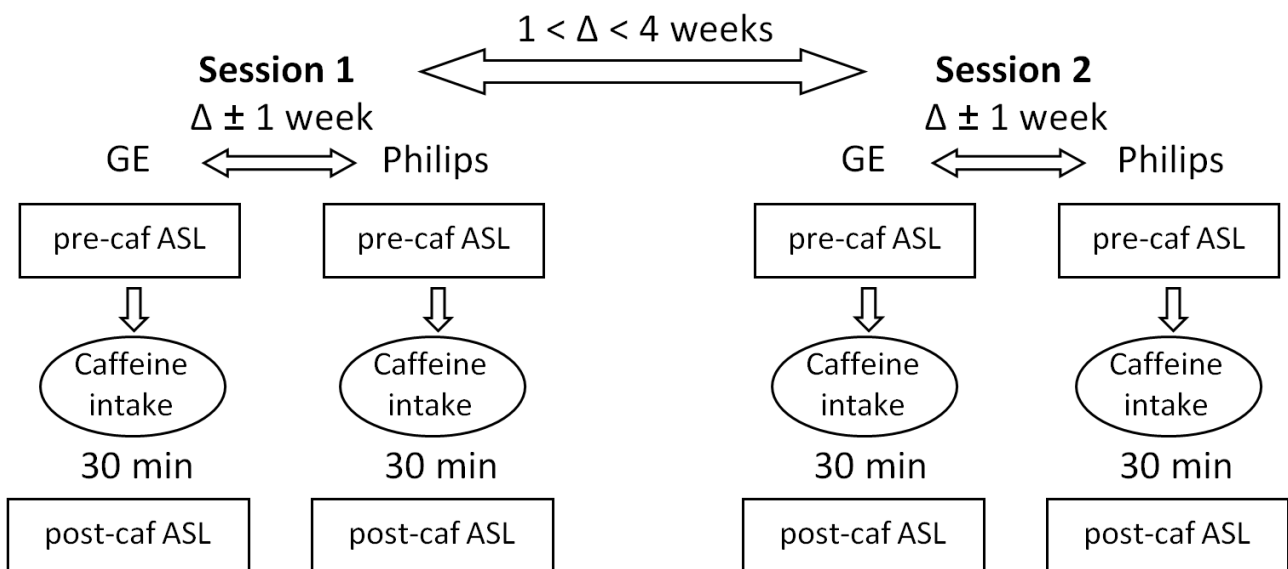 1 < Δ < 4 weeks
Session 1
Session 2
Δ ± 1 week
Δ ± 1 week
GE
Philips
GE
Philips
pre-caf ASL
pre-caf ASL
pre-caf ASL
pre-caf ASL
Caffeine
intake
Caffeine
intake
Caffeine
intake
Caffeine
intake
30 min
30 min
30 min
30 min
post-caf ASL
post-caf ASL
post-caf ASL
post-caf ASL